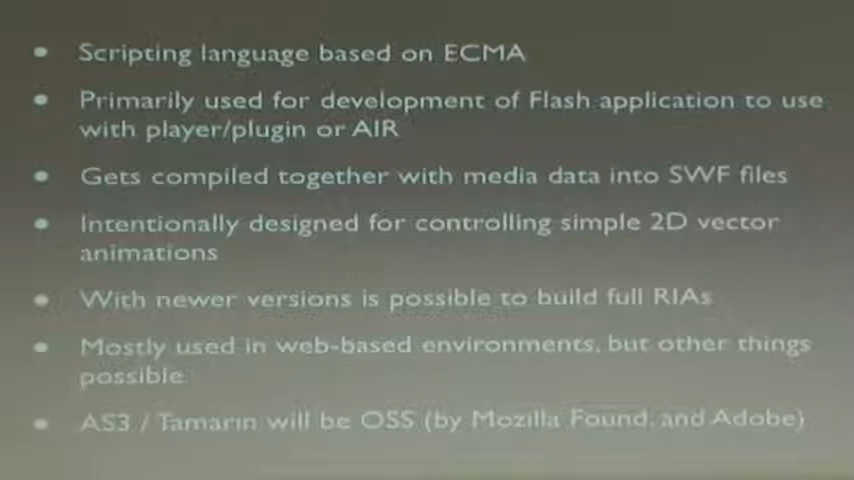 • Scripting language based on ECMA
• Primarily used for development of Flash application to use
with player/plugin or AIR
• Gets compiled together with media data into SWF files
• Intentionally designed for controlling simple 2D vector
animations
• With newer versions is possible to build full RIAs
• Mostly used in web-based environments, but other things
possible
• AS3 / Tamarin will be OSS (by Mozilla Found. and Adobe)